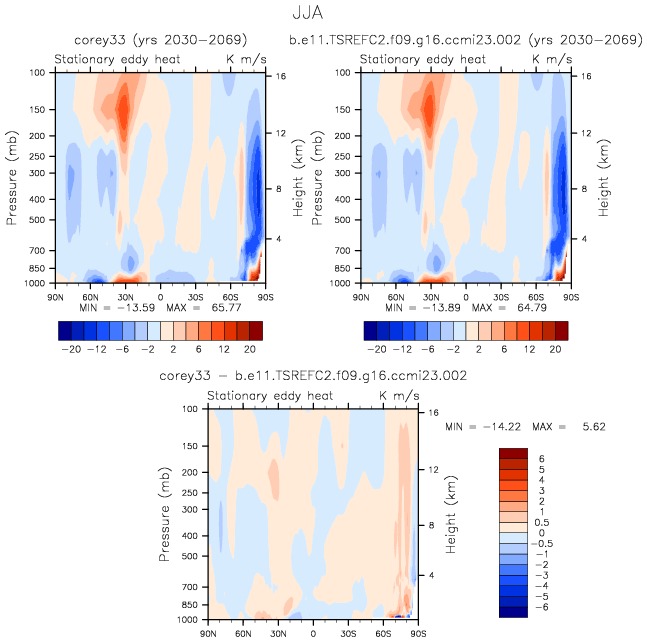 JJA
corey33 (yrs 2030-2069)
b.e11.TSREFC2.f09.g16.ccmi23.002 (yrs 2030-2069)
Stationary eddy heat K m/s
Stationary eddy heat K m/s
Pressure (mb)
100
150
200
250
300
400
500
700
850
1000
16
12
8
4
Height (km)
90N 60N 30N 0 30S 60S 90S
MIN = -13.59 MAX = 65.77
-20 -12 -6 -2 2 6 12 20
Pressure (mb)
100
150
200
250
300
400
500
700
850
1000
16
12
8
4
Height (km)
90N 60N 30N 0 30S 60S 90S
MIN = -13.89 MAX = 64.79
-20 -12 -6 -2 2 6 12 20
corey33 - b.e11.TSREFC2.f09.g16.ccmi23.002
Stationary eddy heat K m/s
Pressure (mb)
100
150
200
250
300
400
500
700
850
1000
16
12
8
4
Height (km)
90N 60N 30N 0 30S 60S 90S
MIN = -14.22 MAX = 5.62
6
5
4
3
2
1
0.5
0
-0.5
-1
-2
-3
-4
-5
-6